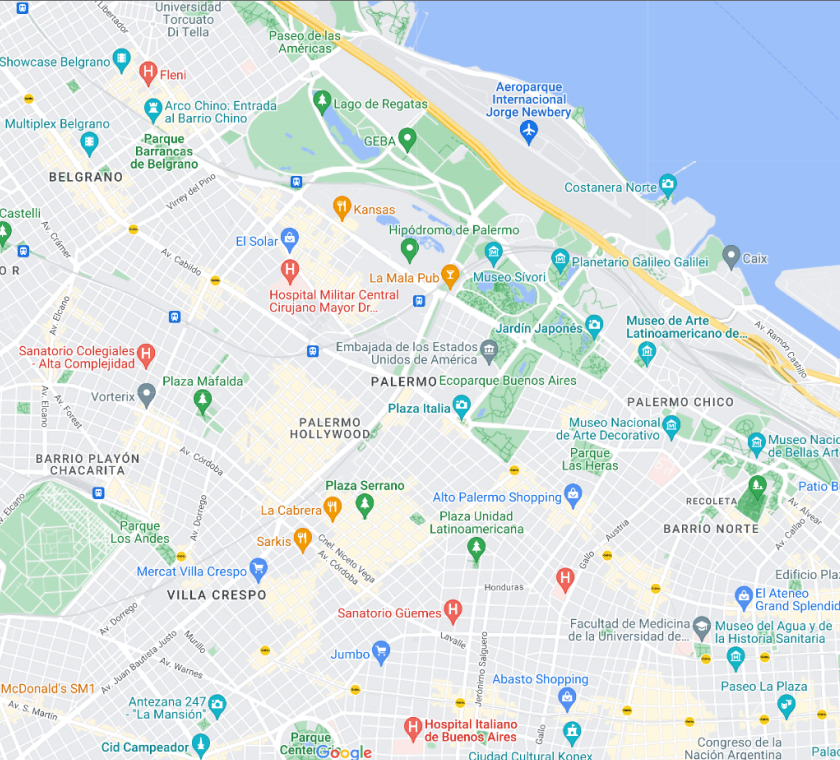 Universidad
Torcuato
Di Tella
Libertador
Paseo de las
Américas
Showcase Belgrano
Fleni
Aeroparque
Internacional
Jorge Newbery
Lago de Regatas
Arco Chino: Entrada
al Barrio Chino
Multiplex Belgrano
GEBA
Parque
Barrancas
de Belgrano
BELGRANO
Virrey del Pino
Costanera Norte
Kansas
Castelli
Av. Crámer
El Solar
Hipódromo de Palermo
Av. Cabildo
Planetario Galileo Galilei
Caix
O R
La Mala Pub
Museo Sívori
Hospital Militar Central
Cirujano Mayor Dr...
Av. Elcano
Jardín Japonés
Museo de Arte
Latinoamericano de...
Av. Ramón Castillo
Sanatorio Colegiales
- Alta Complejidad
Embajada de los Estados
Unidos de América
Plaza Mafalda
PALERMO
Ecoparque Buenos Aires
Vorterix
Av. Elcano
Av. Forest
Plaza Italia
PALERMO CHICO
PALERMO
HOLLYWOOD
Museo Nacional
de Arte Decorativo
Museo Nacio
de Bellas Art
BARRIO PLAYÓN
CHACARITA
Av. Córdoba
Parque
Las Heras
Plaza Serrano
Patio B
Alto Palermo Shopping
RECOLETA
Elcano
Av. Dorrego
La Cabrera
Plaza Unidad
Latinoamericana
Av. Alvear
BARRIO NORTE
Parque
Los Andes
Sarkis
Austria
Av. Callao
Cnel. Niceto Vega
Av. Córdoba
Gallo
Mercat Villa Crespo
Edificio Pla
Honduras
VILLA CRESPO
El Ateneo
Grand Splendid
Av. Dorrego
Sanatorio Güemes
Facultad de Medicina
de la Universidad de...
Museo del Agua y de
la Historia Sanitaria
Murillo
Lavalle
Av. Juan Bautista Justo
Jumbo
Jerónimo Salguero
Av. Warnes
Abasto Shopping
McDonald's SM1
Paseo La Plaza
Antezana 247
- "La Mansión"
Av. S. Martín
Hospital Italiano
de Buenos Aires
Gallo
Parque
Centen
Google
Cid Campeador
Congreso de la
Nación Argentina
Ciudad Cultural Konex
Palac